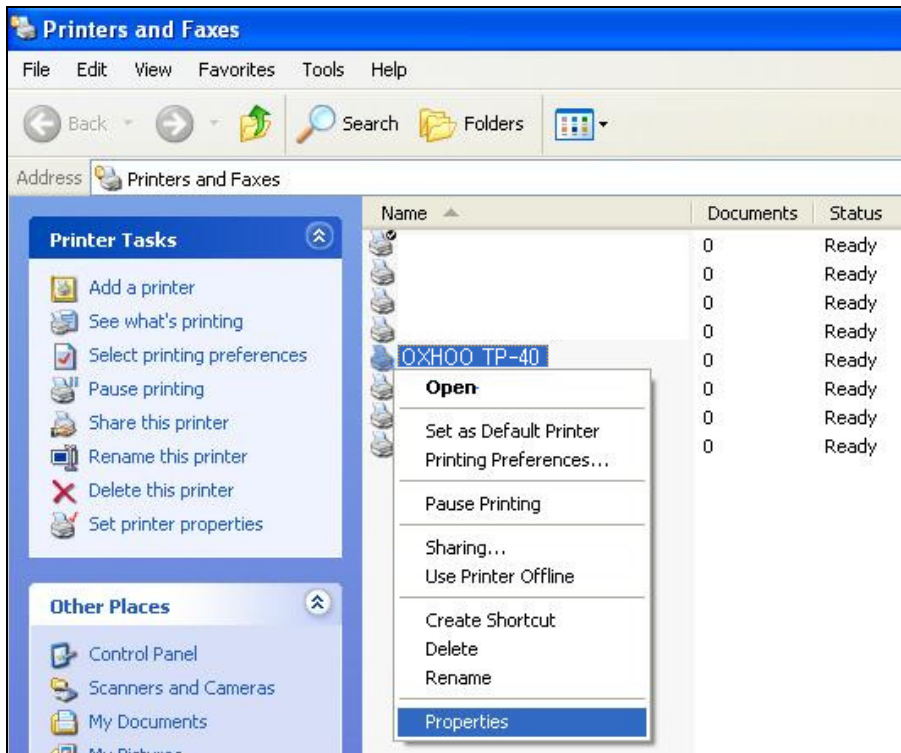 Printers and Faxes
File Edit View Favorites Tools Help
Back Search Folders
Address Printers and Faxes
Printer Tasks
Add a printer
See what's printing
Select printing preferences
Pause printing
Share this printer
Rename this printer
Delete this printer
Set printer properties
Other Places
Control Panel
Scanners and Cameras
My Documents
My Pictures
Name Documents Status
0 Ready
0 Ready
0 Ready
0 Ready
OXHOO TP-40 0 Ready
0 Ready
0 Ready
0 Ready
Open
Set as Default Printer
Printing Preferences...
Pause Printing
Sharing...
Use Printer Offline
Create Shortcut
Delete
Rename
Properties